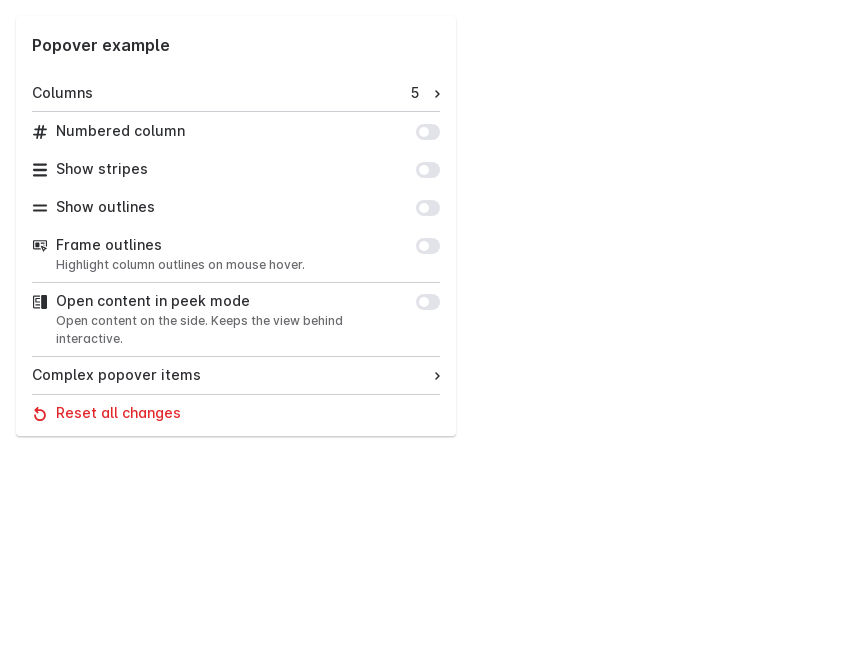 Popover example
Columns 5
Numbered column
Show stripes
Show outlines
Frame outlines
Highlight column outlines on mouse hover.
Open content in peek mode
Open content on the side. Keeps the view behind
interactive.
Complex popover items
Reset all changes